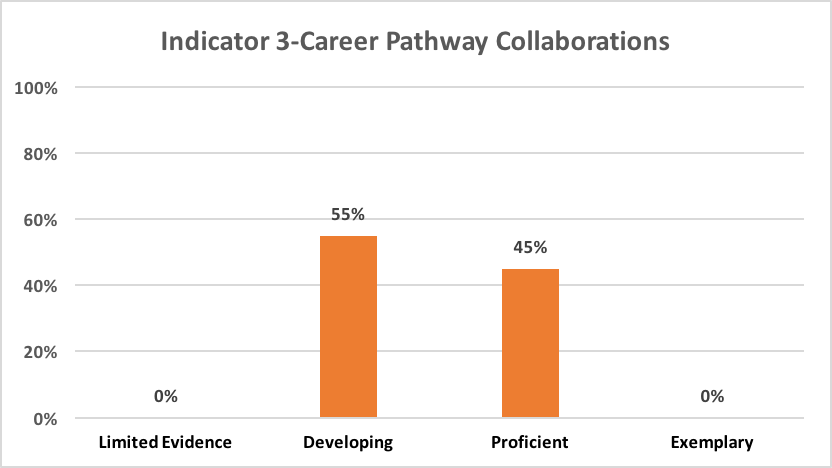 Indicator 3-Career Pathway Collaborations
100%
80%
60%
40%
20%
0%
0%
55%
45%
0%
Limited Evidence
Developing
Proficient
Exemplary